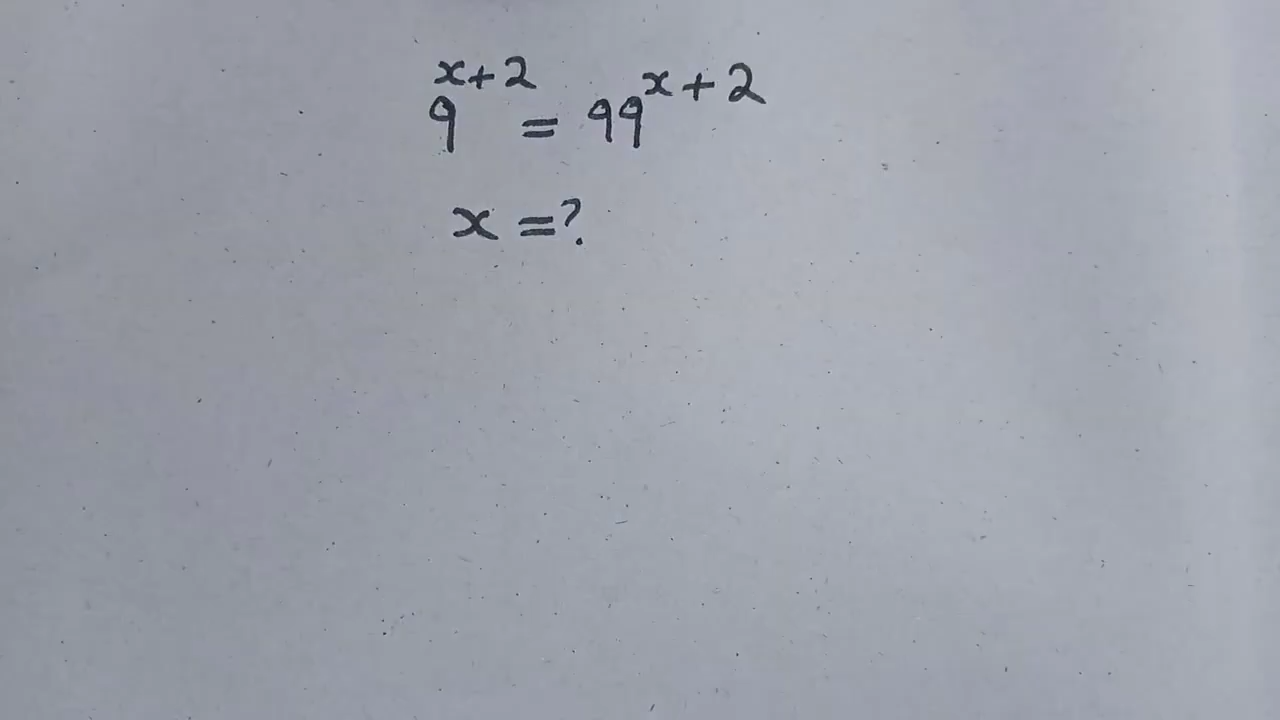 9^{x+2} = 99^{x+2}
x = ?